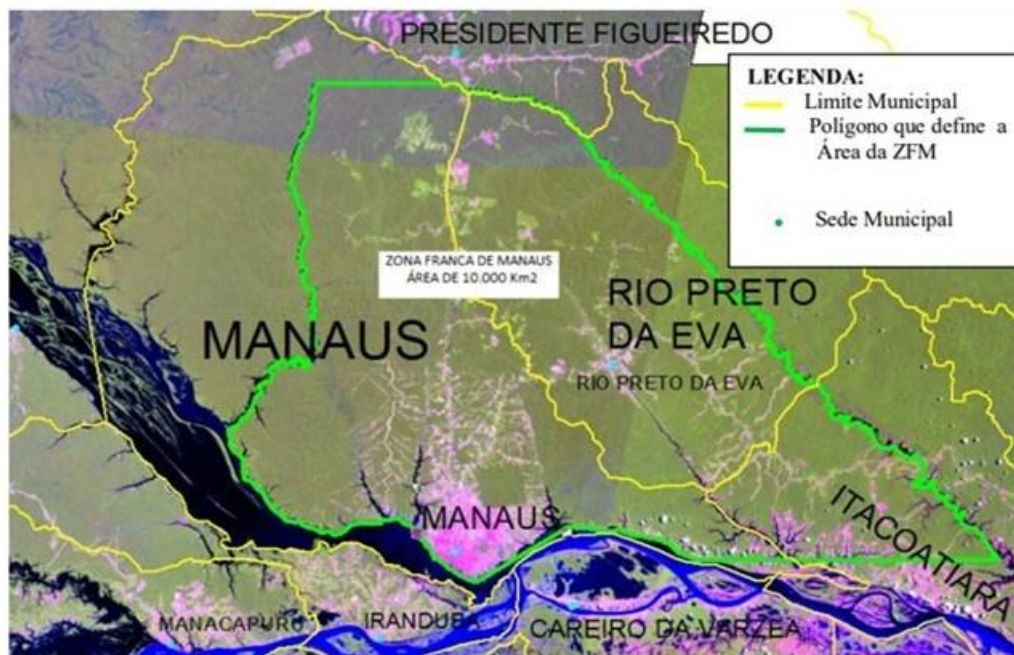 PRESIDENTE FIGUEIREDO
LEGENDA:
Limite Municipal
Polígono que define a
Área da ZFM
Sede Municipal
ZONA FRANCA DE MANAUS
ÁREA DE 10.000 Km2
MANAUS
RIO PRETO
DA EVA
RIO PRETO DA EVA
MANAUS
ITACOATIARA
MANACAPURU
IRANDUBA
CAREIRO DA VARZEA